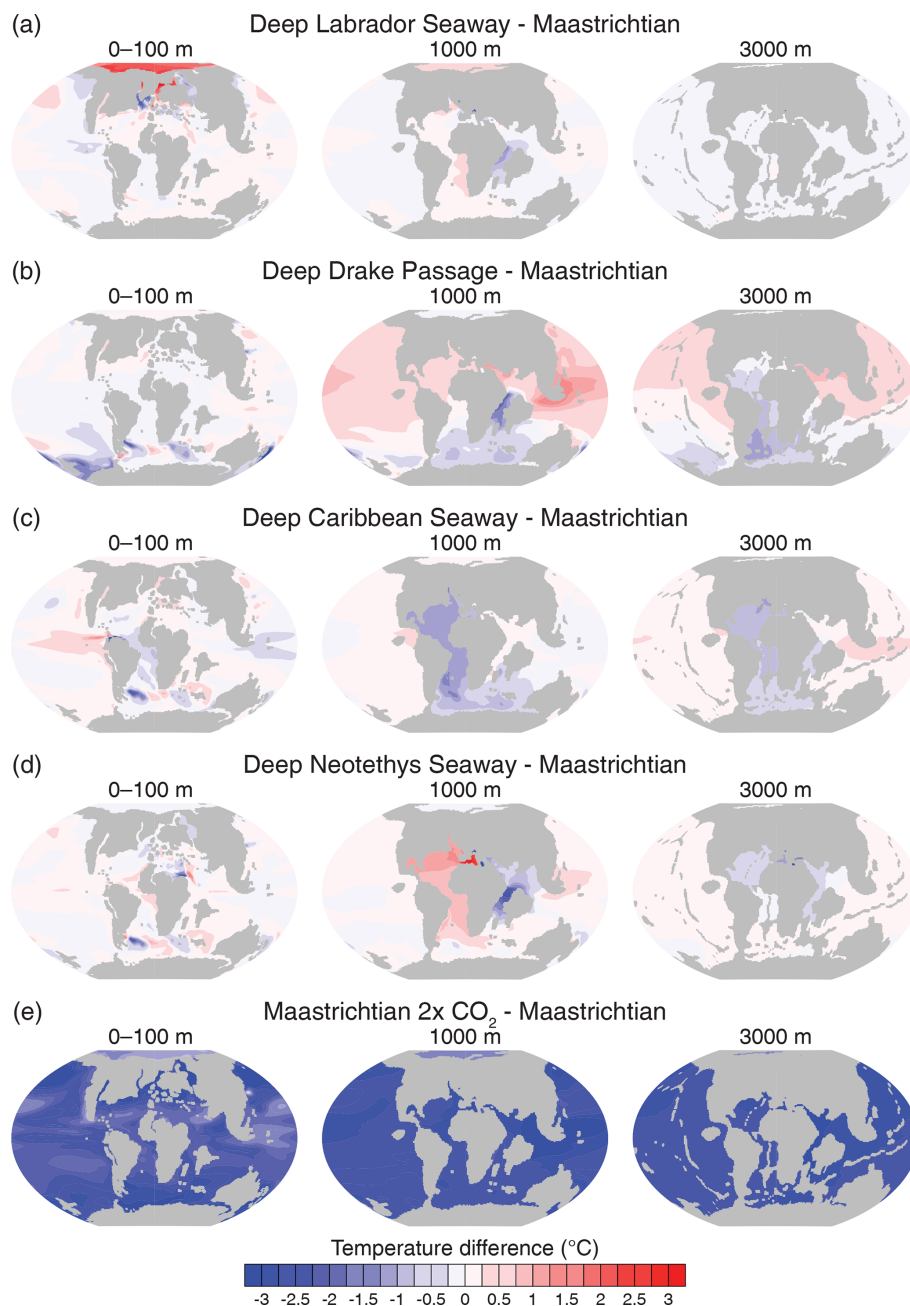 (a) Deep Labrador Seaway - Maastrichtian
0–100 m 1000 m 3000 m
(b) Deep Drake Passage - Maastrichtian
0–100 m 1000 m 3000 m
(c) Deep Caribbean Seaway - Maastrichtian
0–100 m 1000 m 3000 m
(d) Deep Neotethys Seaway - Maastrichtian
0–100 m 1000 m 3000 m
(e) Maastrichtian 2x CO₂ - Maastrichtian
0–100 m 1000 m 3000 m
Temperature difference (°C)
-3 -2.5 -2 -1.5 -1 -0.5 0 0.5 1 1.5 2 2.5 3